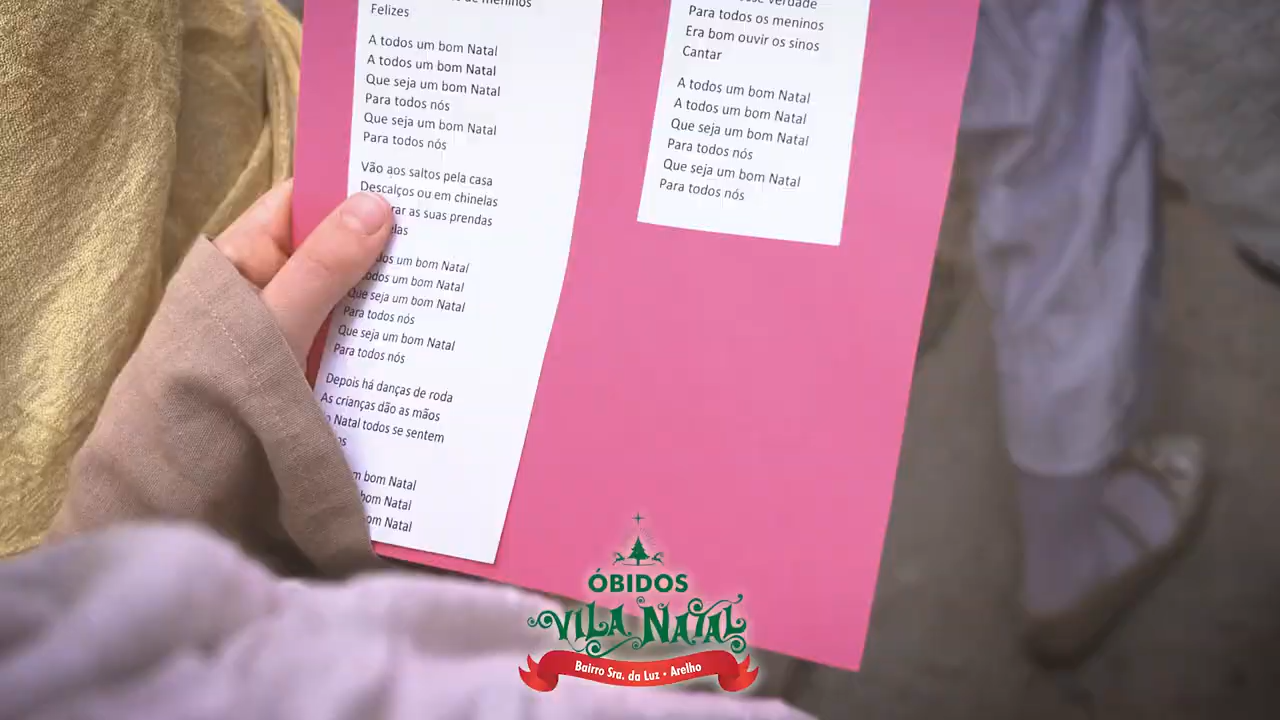 de meninos
Felizes
A todos um bom Natal
A todos um bom Natal
Que seja um bom Natal
Para todos nós
Que seja um bom Natal
Para todos nós
Vão aos saltos pela casa
Descalços ou em chinelas
as suas prendas
um bom Natal
um bom Natal
Que seja um bom Natal
Para todos nós
Que seja um bom Natal
Para todos nós
Depois há danças de roda
As crianças dão as mãos
Natal todos se sentem
bom Natal
bom Natal
Natal
verdade
Para todos os meninos
Era bom ouvir os sinos
Cantar
A todos um bom Natal
A todos um bom Natal
Que seja um bom Natal
Para todos nós
Que seja um bom Natal
Para todos nós
ÓBIDOS
VILA NATAL
Bairro Sra. da Luz • Arelho